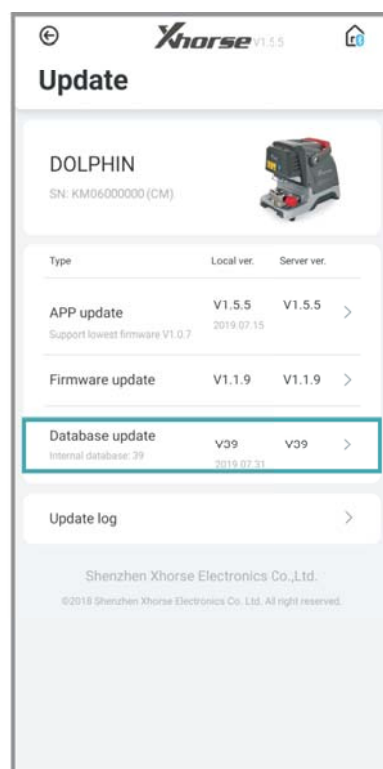 Xhorse V1.5.5
Update
DOLPHIN
SN: KM06000000 (CM)
Type Local ver. Server ver.
APP update V1.5.5 V1.5.5
Support lowest firmware V1.0.7 2019.07.15
Firmware update V1.1.9 V1.1.9
Database update V39 V39
Internal database: 39 2019.07.31
Update log
Shenzhen Xhorse Electronics Co.,Ltd.
©2018 Shenzhen Xhorse Electronics Co. Ltd. All right reserved.